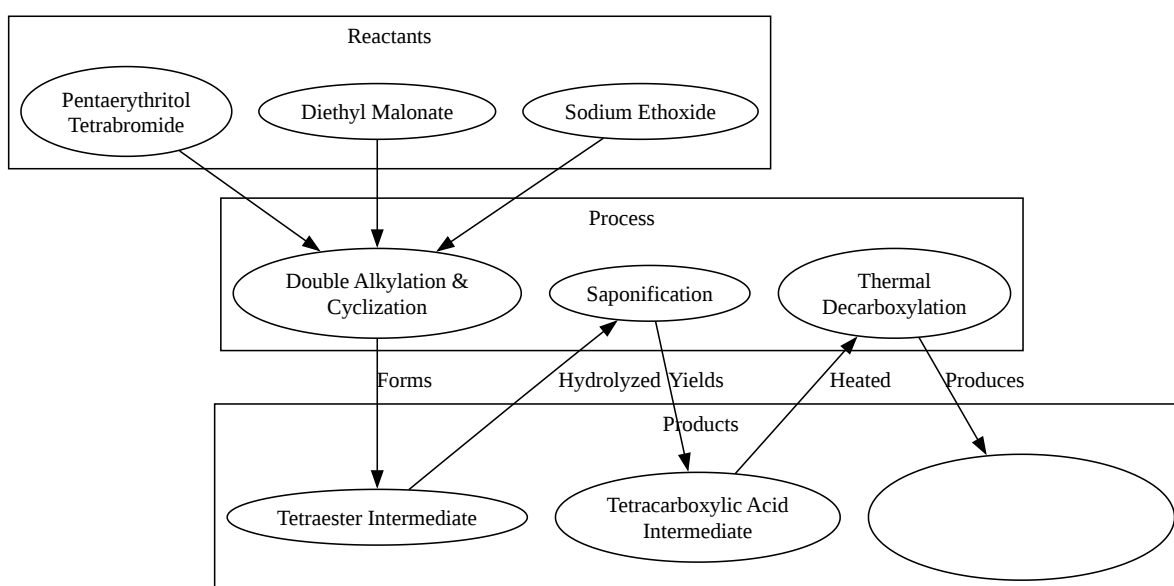 Reactants
Pentaerythritol
Tetrabromide
Diethyl Malonate
Sodium Ethoxide
Process
Double Alkylation &
Cyclization
Saponification
Thermal
Decarboxylation
Forms
Hydrolyzed
Yields
Heated
Produces
Products
Tetraester Intermediate
Tetracarboxylic Acid
Intermediate